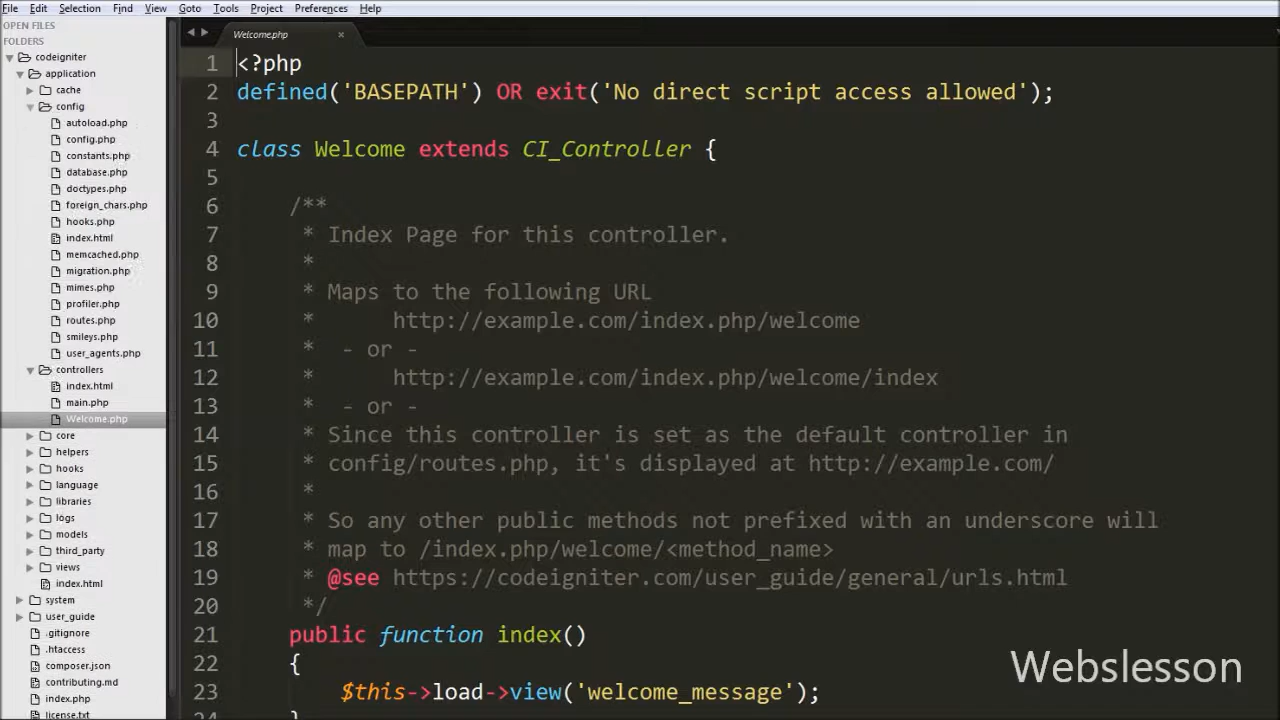 File Edit Selection Find View Goto Tools Project Preferences Help
OPEN FILES
FOLDERS
codeigniter
application
cache
config
autoload.php
config.php
constants.php
database.php
doctypes.php
foreign_chars.php
hooks.php
index.html
memcached.php
migration.php
mimes.php
profiler.php
routes.php
smileys.php
user_agents.php
controllers
index.html
main.php
Welcome.php
core
helpers
hooks
language
libraries
logs
models
third_party
views
index.html
system
user_guide
.gitignore
.htaccess
composer.json
contributing.md
index.php
license.txt
Welcome.php ×
1 <?php
2 defined('BASEPATH') OR exit('No direct script access allowed');
3
4 class Welcome extends CI_Controller {
5
6 /**
7 * Index Page for this controller.
8 *
9 * Maps to the following URL
10 * http://example.com/index.php/welcome
11 * - or -
12 * http://example.com/index.php/welcome/index
13 * - or -
14 * Since this controller is set as the default controller in
15 * config/routes.php, it's displayed at http://example.com/
16 *
17 * So any other public methods not prefixed with an underscore will
18 * map to /index.php/welcome/<method_name>
19 * @see https://codeigniter.com/user_guide/general/urls.html
20 */
21 public function index()
22 {
23 $this->load->view('welcome_message');
24 }
Webslesson